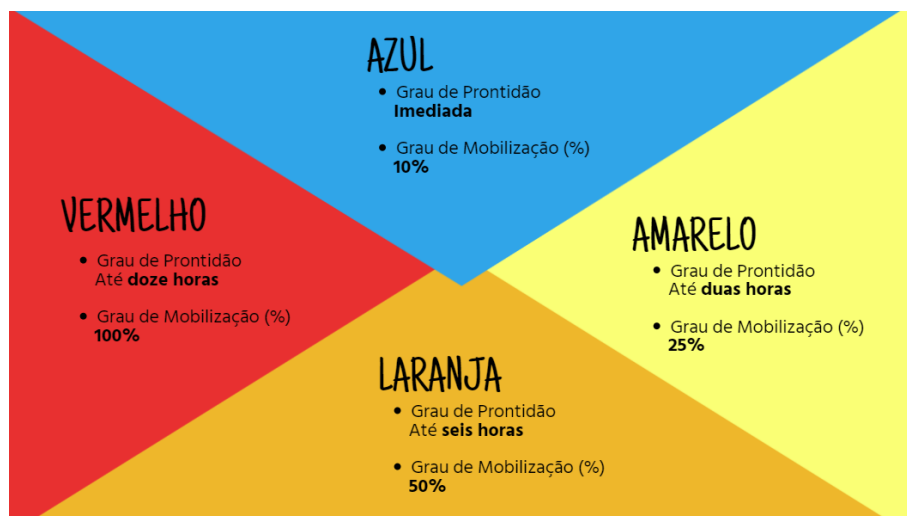 AZUL
• Grau de Prontidão
Imediada
• Grau de Mobilização (%)
10%
VERMELHO
• Grau de Prontidão
Até doze horas
• Grau de Mobilização (%)
100%
AMARELO
• Grau de Prontidão
Até duas horas
• Grau de Mobilização (%)
25%
LARANJA
• Grau de Prontidão
Até seis horas
• Grau de Mobilização (%)
50%